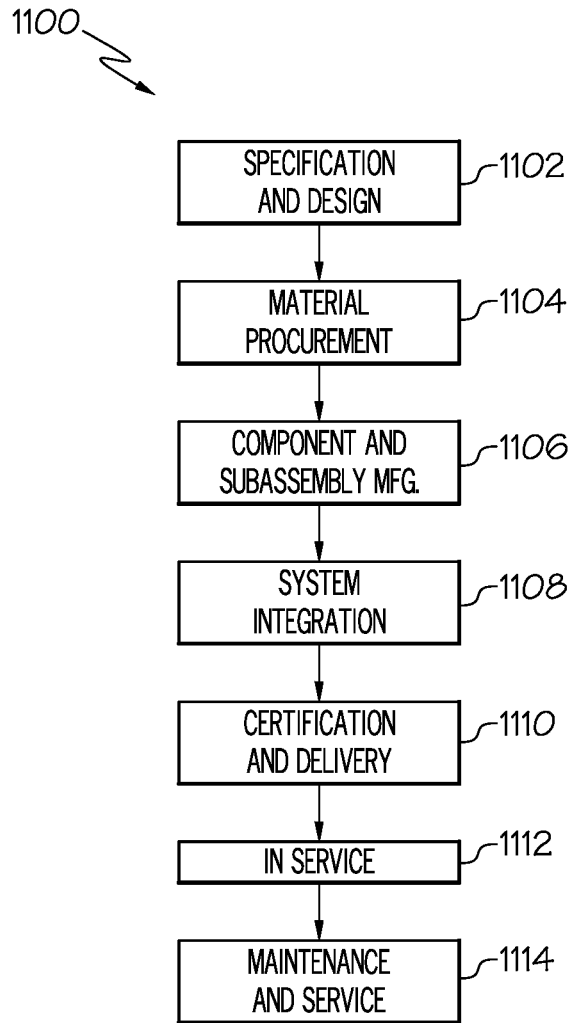 1100
SPECIFICATION
AND DESIGN
1102
MATERIAL
PROCUREMENT
1104
COMPONENT AND
SUBASSEMBLY MFG.
1106
SYSTEM
INTEGRATION
1108
CERTIFICATION
AND DELIVERY
1110
IN SERVICE
1112
MAINTENANCE
AND SERVICE
1114